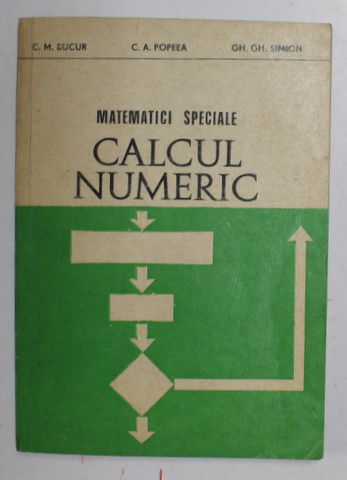 C. M. BUCUR C. A. POPEEA GH. GH. SIMION
MATEMATICI SPECIALE
CALCUL
NUMERIC